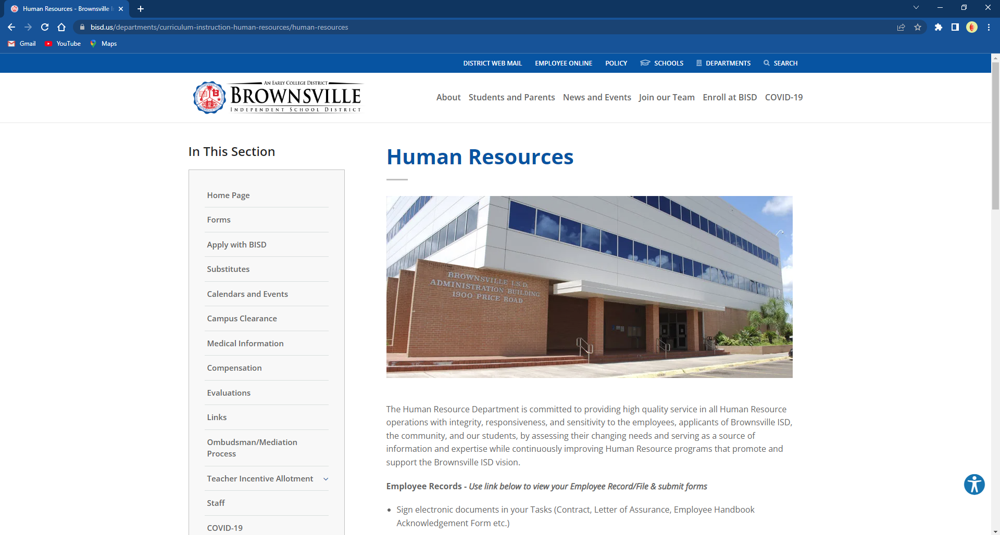 Human Resources - Brownsville I
bisd.us/departments/curriculum-instruction-human-resources/human-resources
Gmail YouTube Maps
DISTRICT WEB MAIL EMPLOYEE ONLINE POLICY SCHOOLS DEPARTMENTS SEARCH
AN EARLY COLLEGE DISTRICT
BROWNSVILLE
INDEPENDENT SCHOOL DISTRICT
About Students and Parents News and Events Join our Team Enroll at BISD COVID-19
In This Section
Home Page
Forms
Apply with BISD
Substitutes
Calendars and Events
Campus Clearance
Medical Information
Compensation
Evaluations
Links
Ombudsman/Mediation
Process
Teacher Incentive Allotment
Staff
COVID-19
Human Resources
BROWNSVILLE I.S.D.
ADMINISTRATION BUILDING
1900 PRICE ROAD
The Human Resource Department is committed to providing high quality service in all Human Resource
operations with integrity, responsiveness, and sensitivity to the employees, applicants of Brownsville ISD,
the community, and our students, by assessing their changing needs and serving as a source of
information and expertise while continuously improving Human Resource programs that promote and
support the Brownsville ISD vision.
Employee Records - Use link below to view your Employee Record/File & submit forms
• Sign electronic documents in your Tasks (Contract, Letter of Assurance, Employee Handbook
Acknowledgement Form etc.)